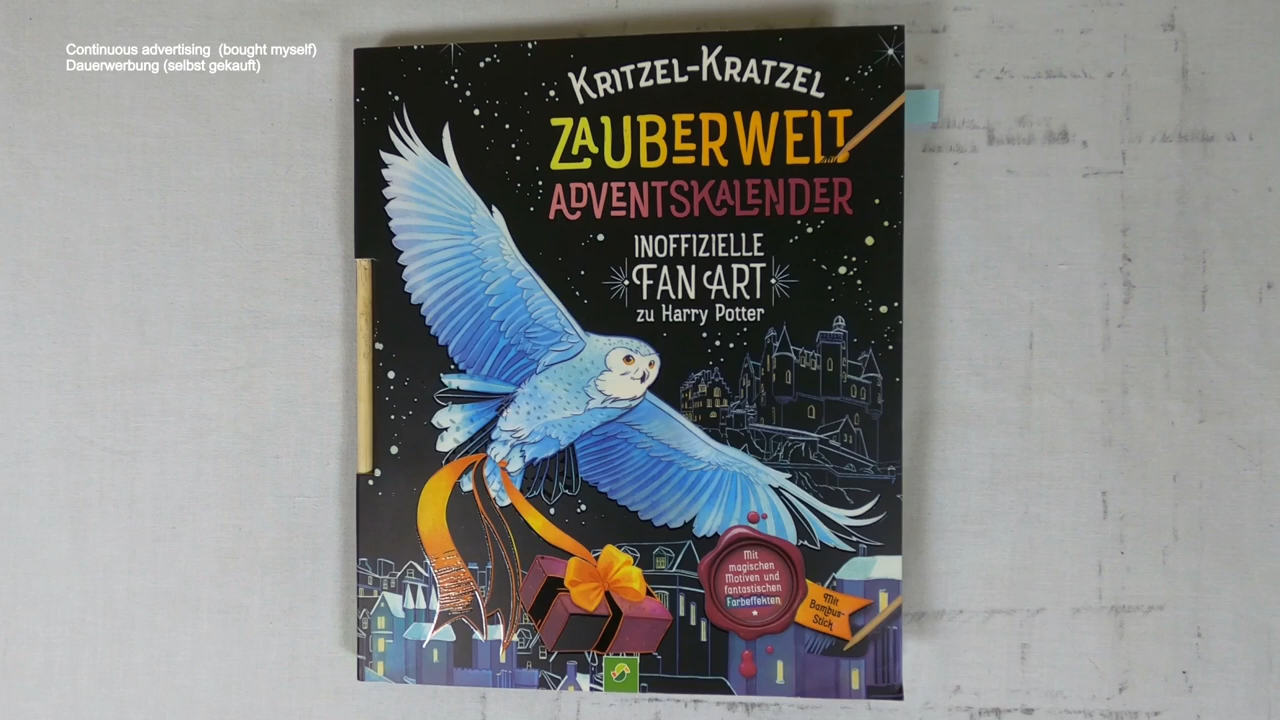 Continuous advertising (bought myself)
Dauerwerbung (selbst gekauft)
KRITZEL-KRATZEL
ZAUBERWELT
ADVENTSKALENDER
INOFFIZIELLE
FAN ART
zu Harry Potter
Mit
magischen
Motiven und
fantastischen
Farbeffekten
Mit
Bambus-
Stick